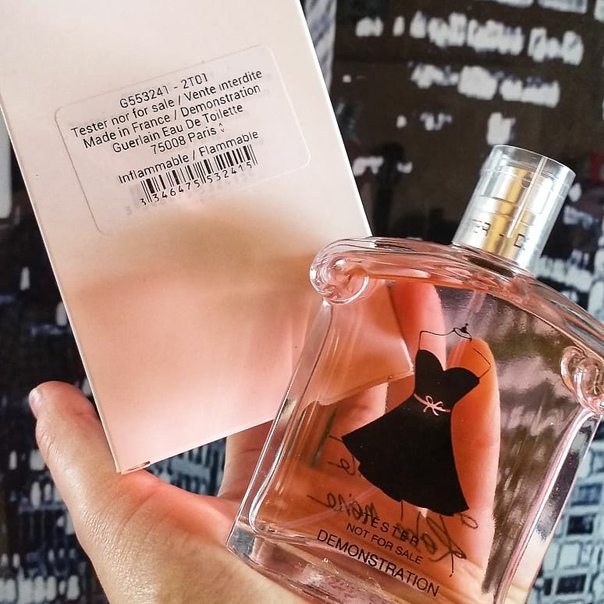 G553241 - 2T01
Tester nor for sale / Vente interdite
Made in France / Demonstration
Guerlain Eau De Toilette
75008 Paris
Inflammable / Flammable
3 346475 532415
TESTER
NOT FOR SALE
DEMONSTRATION